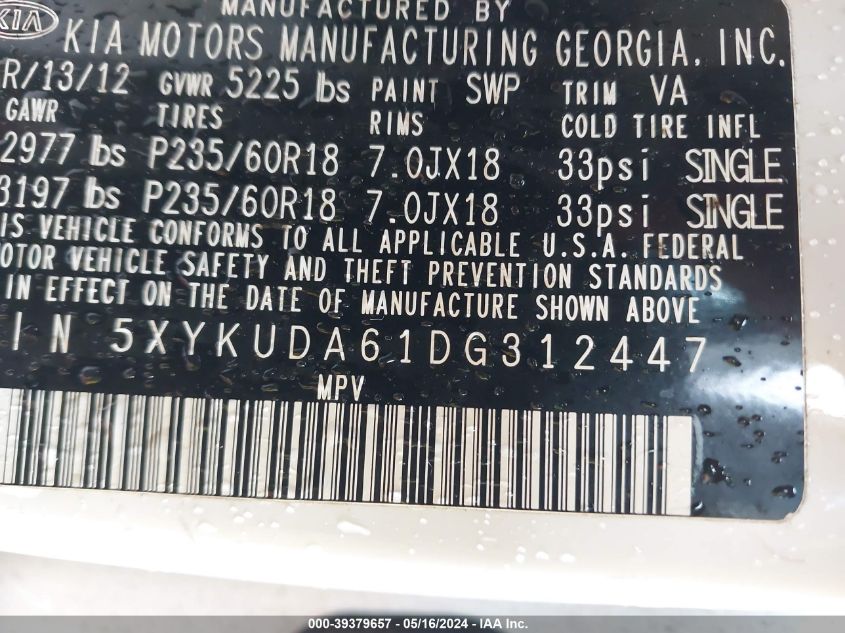 MANUFACTURED BY
KIA KIA MOTORS MANUFACTURING GEORGIA, INC.
R/13/12 GVWR 5225 lbs PAINT SWP TRIM VA
GAWR TIRES RIMS COLD TIRE INFL
2977 lbs P235/60R18 7.0JX18 33psi SINGLE
3197 lbs P235/60R18 7.0JX18 33psi SINGLE
IS VEHICLE CONFORMS TO ALL APPLICABLE U.S.A. FEDERAL
OTOR VEHICLE SAFETY AND THEFT PREVENTION STANDARDS
IN EFFECT ON THE DATE OF MANUFACTURE SHOWN ABOVE
IN 5XYKUDA61DG312447
MPV
000-39379657 - 05/16/2024 - IAA Inc.